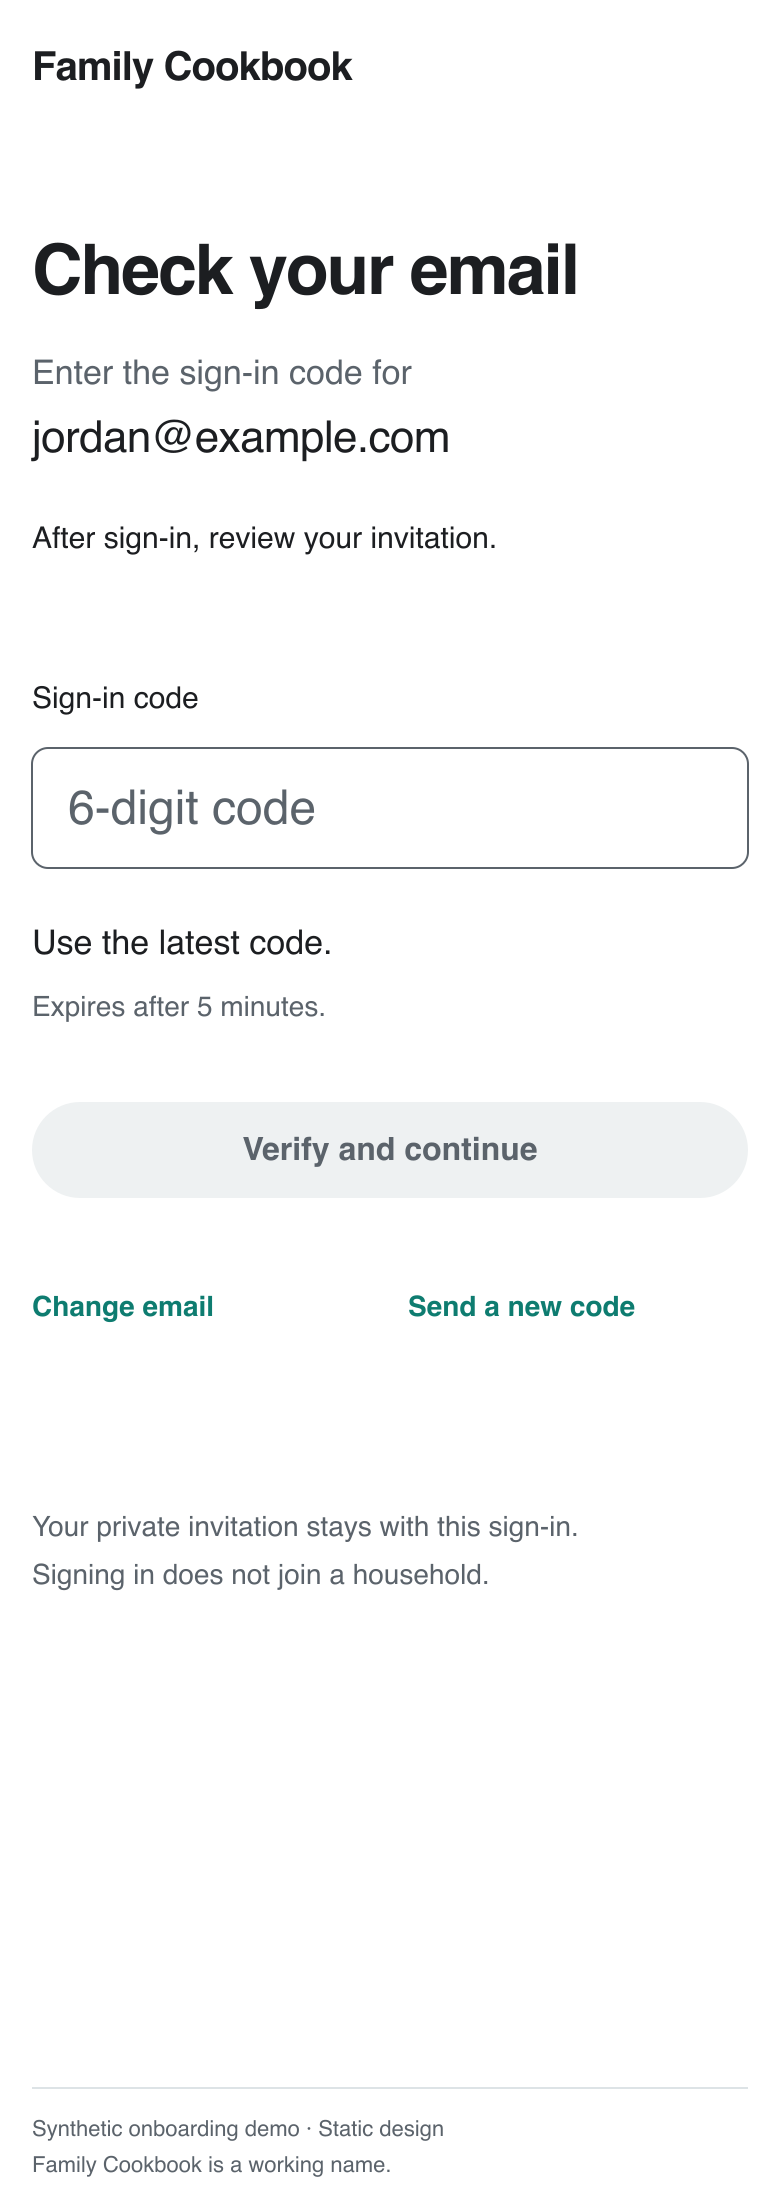 Family Cookbook
Check your email
Enter the sign-in code for
jordan@example.com
After sign-in, review your invitation.
Sign-in code
6-digit code
Use the latest code.
Expires after 5 minutes.
Verify and continue
Change email
Send a new code
Your private invitation stays with this sign-in.
Signing in does not join a household.
Synthetic onboarding demo · Static design
Family Cookbook is a working name.